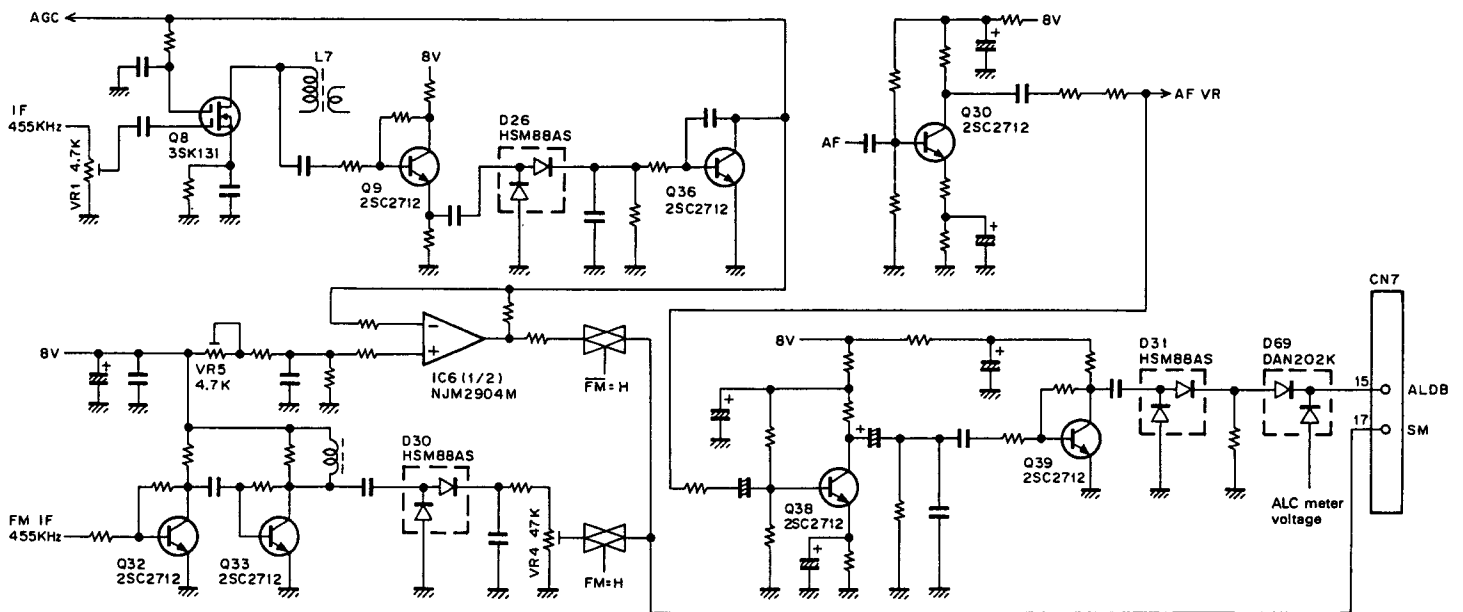 AGC
8V
L7
8V
IF
455KHz
Q8
3SK131
D26
HSM88AS
Q30
2SC2712
AF VR
AF
VR1 4.7K
Q9
2SC2712
Q36
2SC2712
CN7
8V
VR5
4.7K
−
+
IC6(1/2)
NJM2904M
FM=H
8V
D31
HSM88AS
D69
DAN202K
15
ALDB
17
SM
D30
HSM88AS
Q39
2SC2712
FM IF
455KHz
Q32
2SC2712
Q33
2SC2712
VR4 47K
FM=H
Q38
2SC2712
ALC meter
voltage